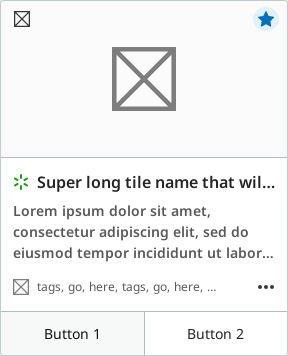 Super long tile name that wil...
Lorem ipsum dolor sit amet,
consectetur adipiscing elit, sed do
eiusmod tempor incididunt ut labor...
tags, go, here, tags, go, here, ...
Button 1
Button 2